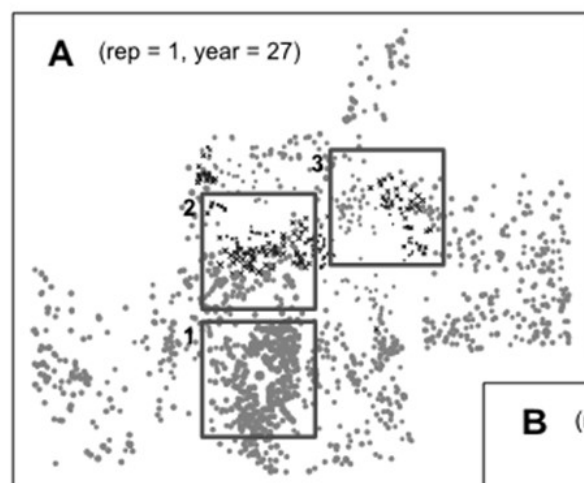 A (rep = 1, year = 27)
3
2
1
B (